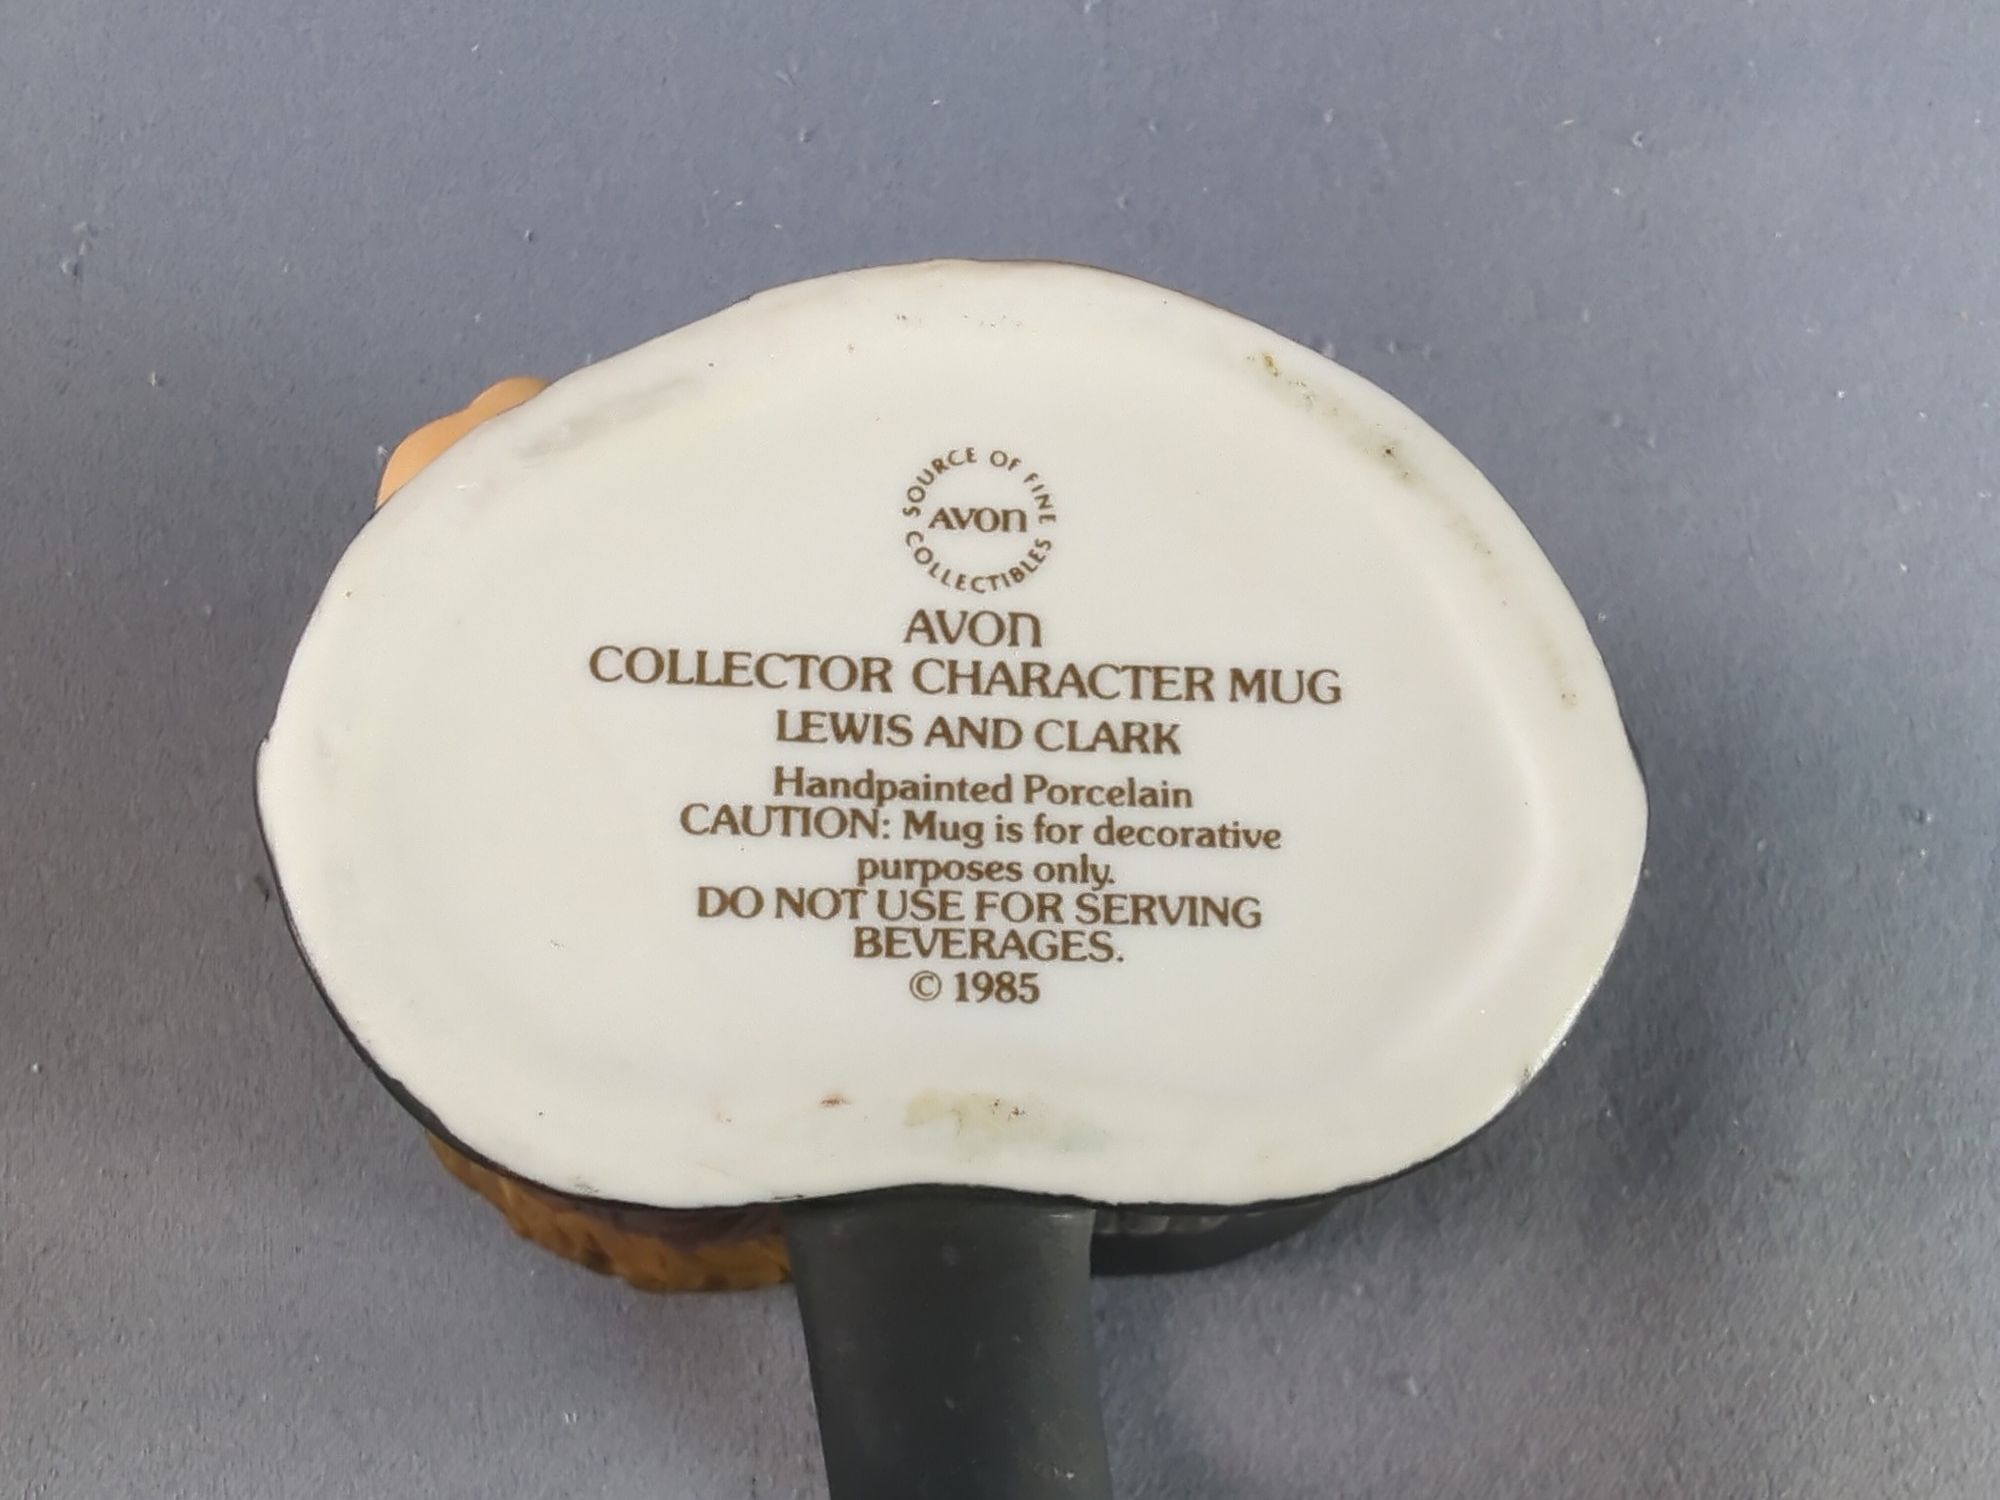 SOURCE OF FINE
AVON
COLLECTIBLES
AVON
COLLECTOR CHARACTER MUG
LEWIS AND CLARK
Handpainted Porcelain
CAUTION: Mug is for decorative
purposes only.
DO NOT USE FOR SERVING
BEVERAGES.
© 1985